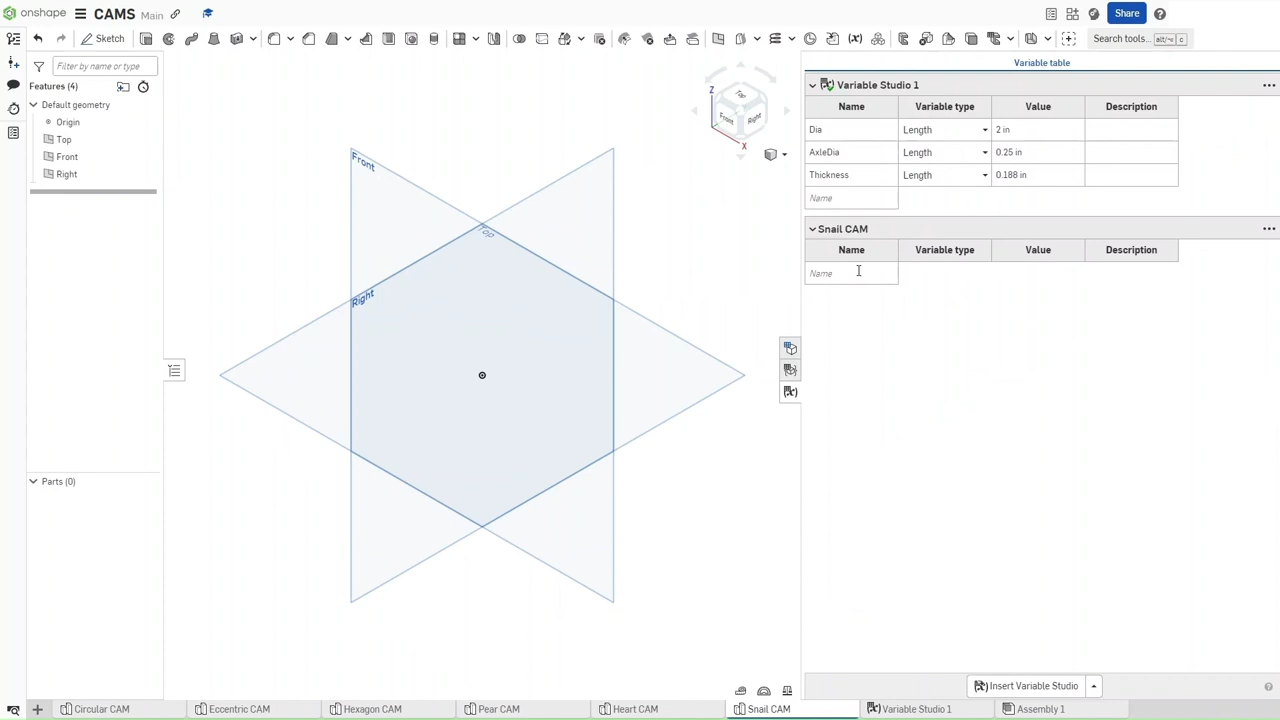 onshape CAMS Main Share
Sketch Search tools... alt/⌥ c
Filter by name or type
Features (4)
Default geometry
Origin
Top
Front
Right
Parts (0)
Front
Top
Right
Z
Top
Front
Right
X
Variable table
Variable Studio 1
Name Variable type Value Description
Dia Length 2 in
AxleDia Length 0.25 in
Thickness Length 0.188 in
Name
Snail CAM
Name Variable type Value Description
Name
Insert Variable Studio
Circular CAM Eccentric CAM Hexagon CAM Pear CAM Heart CAM Snail CAM Variable Studio 1 Assembly 1